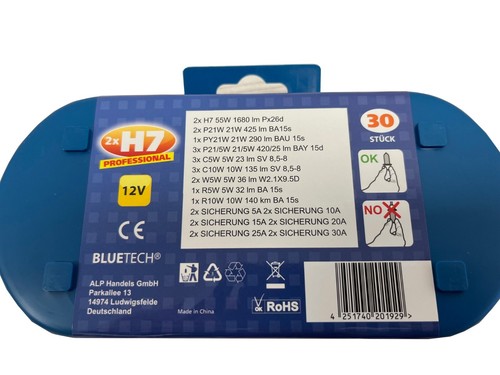 2x H7
PROFESSIONAL
12V
CE
BLUETECH®
ALP Handels GmbH
Parkallee 13
14974 Ludwigsfelde
Deutschland
2x H7 55W 1680 lm Px26d
2x P21W 21W 425 lm BA15s
1x PY21W 21W 290 lm BAU 15s
3x P21/5W 21/5W 420/25 lm BAY 15d
3x C5W 5W 23 lm SV 8,5-8
3x C10W 10W 135 lm SV 8,5-8
2x W5W 5W 36 lm W2.1X9.5D
1x R5W 5W 32 lm BA 15s
1x R10W 10W 140 km BA 15s
2x SICHERUNG 5A 2x SICHERUNG 10A
2x SICHERUNG 15A 2x SICHERUNG 20A
2x SICHERUNG 25A 2x SICHERUNG 30A
Made in China
OK
RoHS
30
STÜCK
OK
NO
4 251740 201929 >